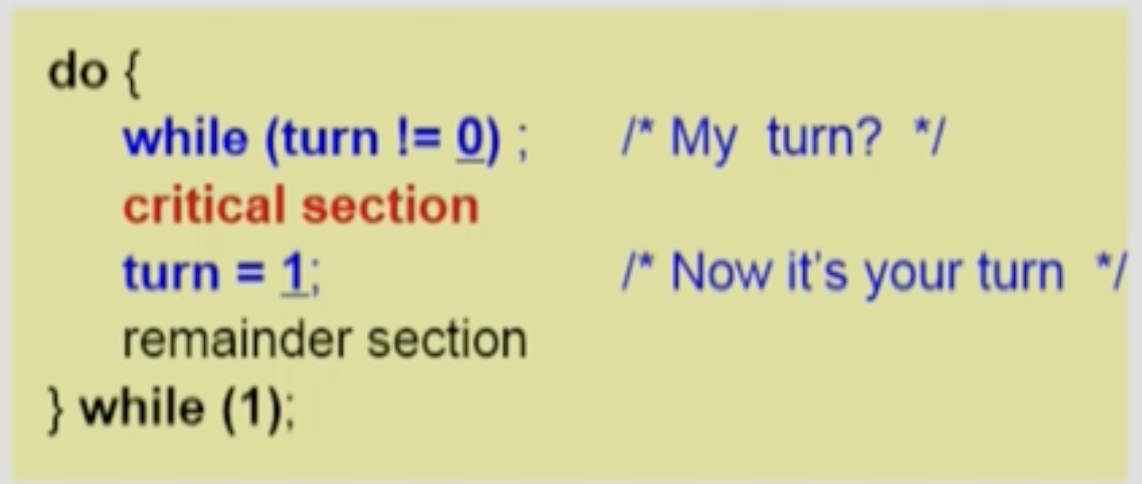 do {
while (turn != 0) ; /* My turn? */
critical section
turn = 1; /* Now it's your turn */
remainder section
} while (1);